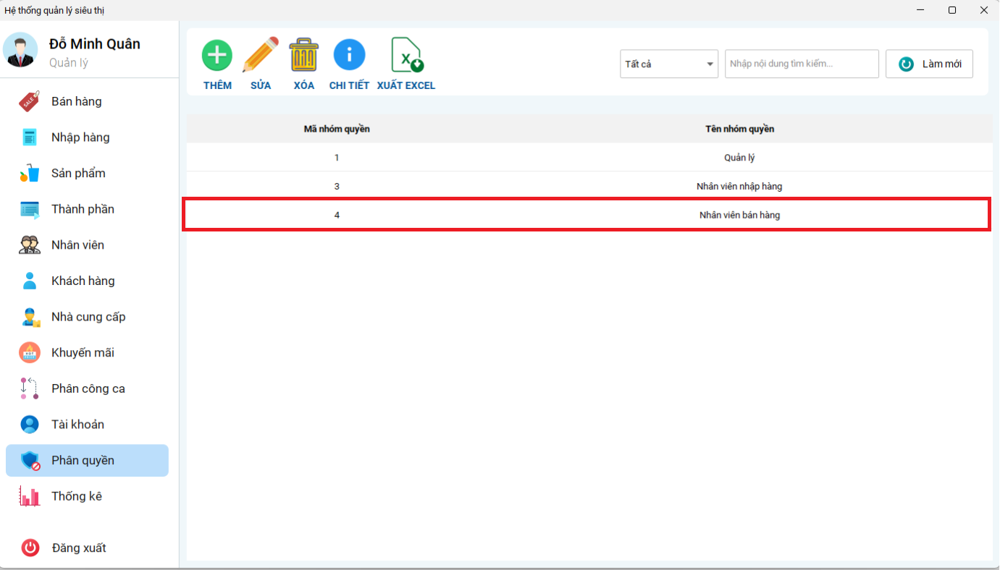 Hệ thống quản lý siêu thị
Đỗ Minh Quân
Quản lý
SALE
Bán hàng
Nhập hàng
Sản phẩm
Thành phần
Nhân viên
Khách hàng
Nhà cung cấp
Khuyến mãi
Phân công ca
Tài khoản
Phân quyền
Thống kê
Đăng xuất
THÊM
SỬA
XÓA
CHI TIẾT
XUẤT EXCEL
Tất cả
Nhập nội dung tìm kiếm...
Làm mới
Mã nhóm quyền Tên nhóm quyền
1 Quản lý
3 Nhân viên nhập hàng
4 Nhân viên bán hàng